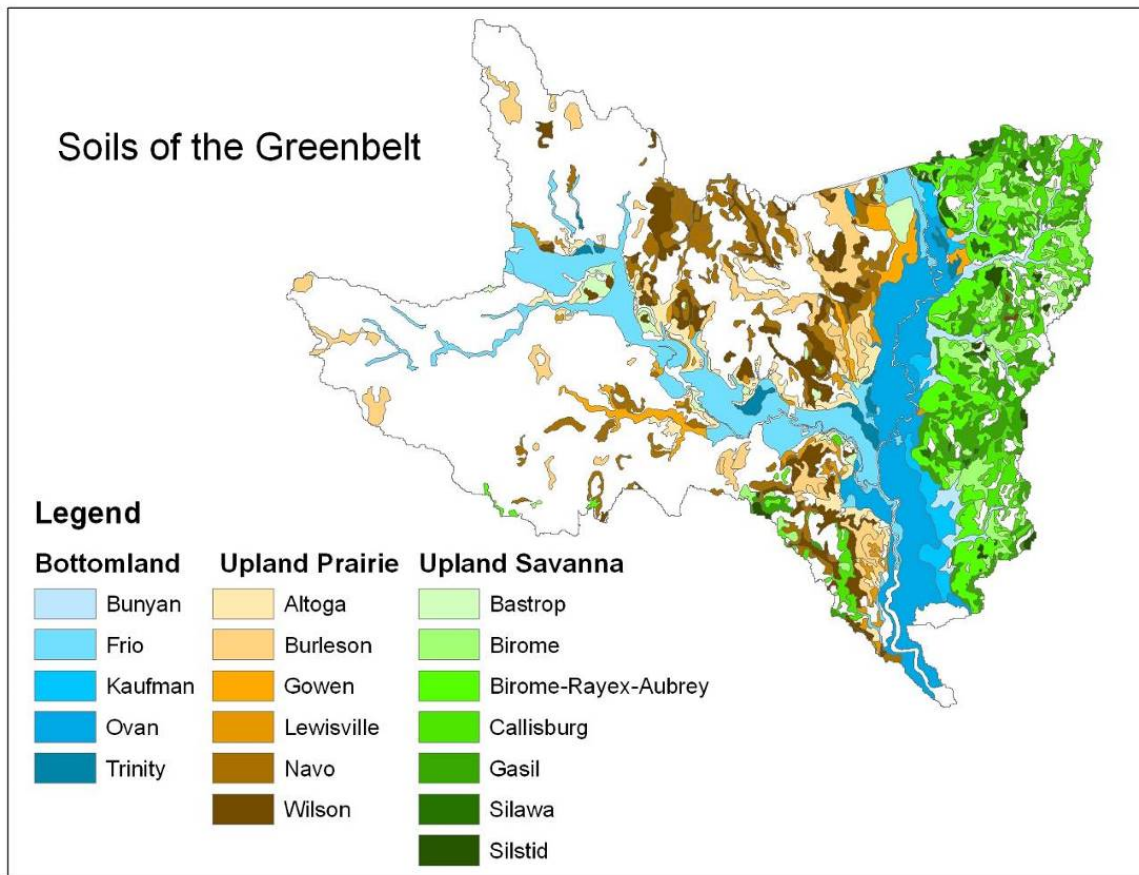 Soils of the Greenbelt
Legend
Bottomland
Bunyan
Frio
Kaufman
Ovan
Trinity
Upland Prairie
Altoga
Burleson
Gowen
Lewisville
Navo
Wilson
Upland Savanna
Bastrop
Birome
Birome-Rayex-Aubrey
Callisburg
Gasil
Silawa
Silstid